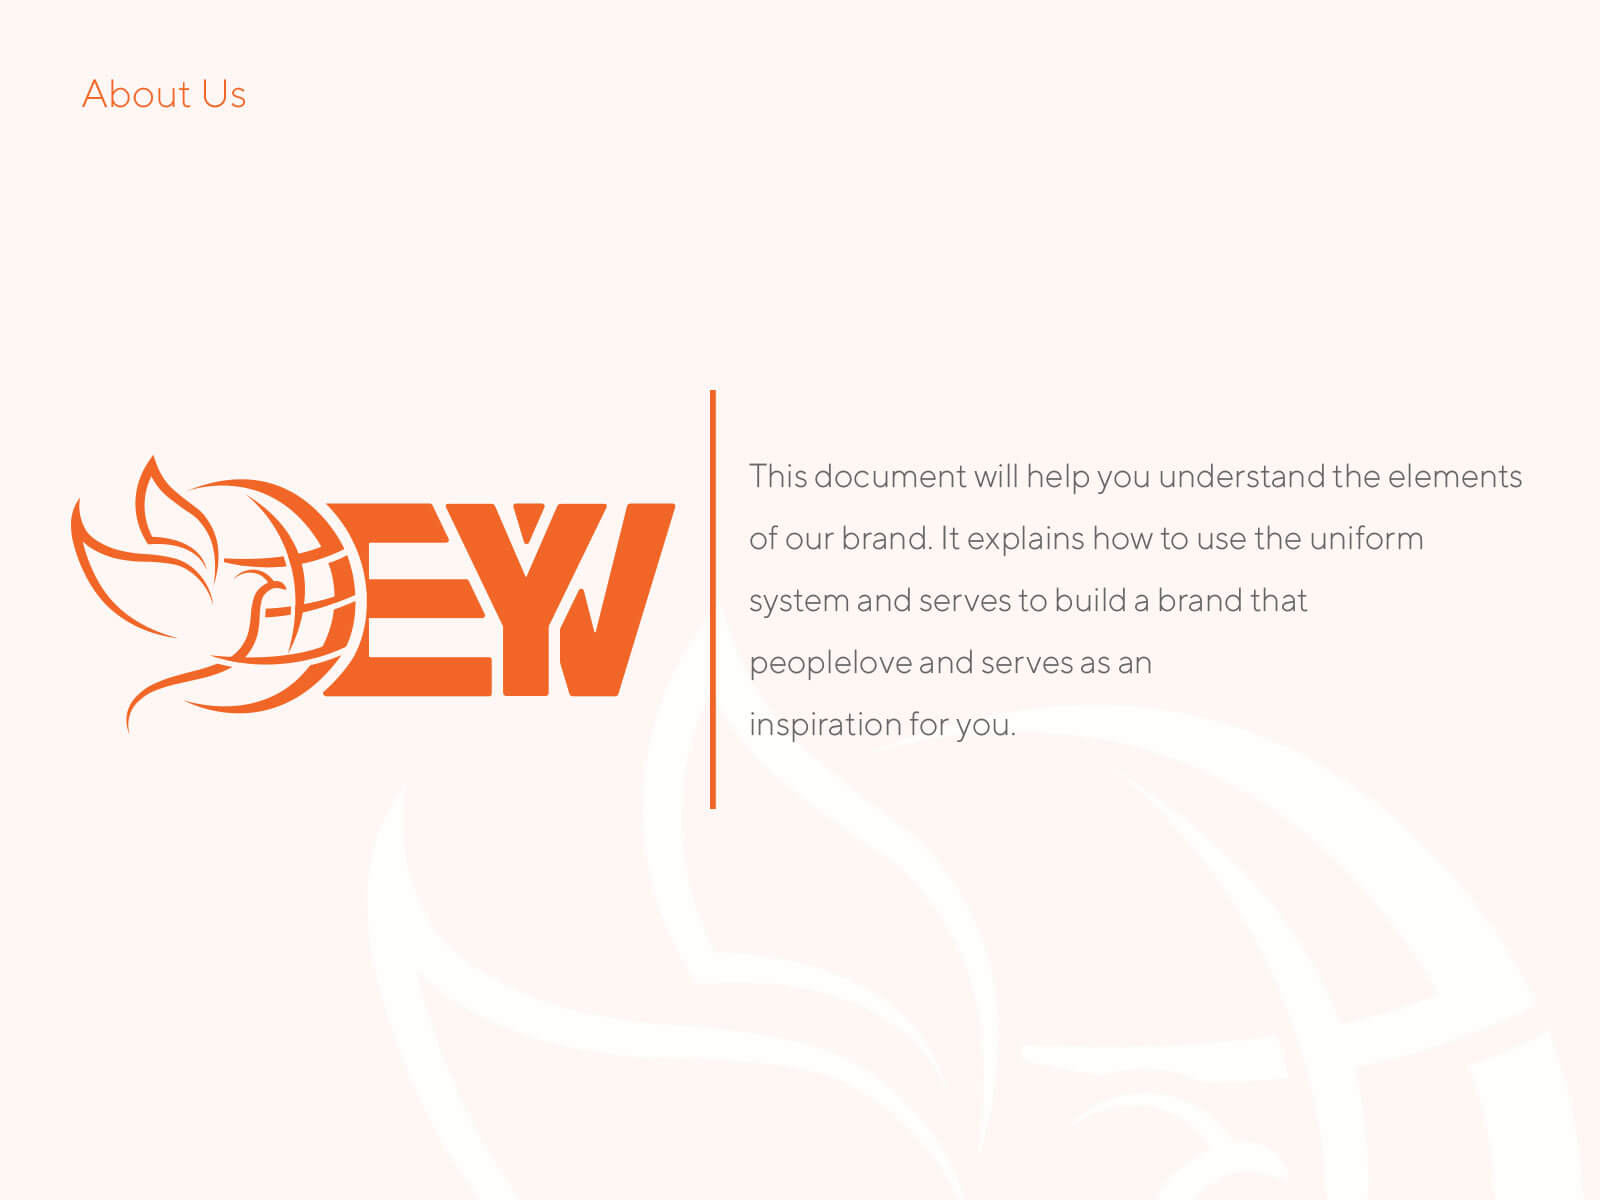 About Us
EYW
This document will help you understand the elements
of our brand. It explains how to use the uniform
system and serves to build a brand that
peoplelove and serves as an
inspiration for you.